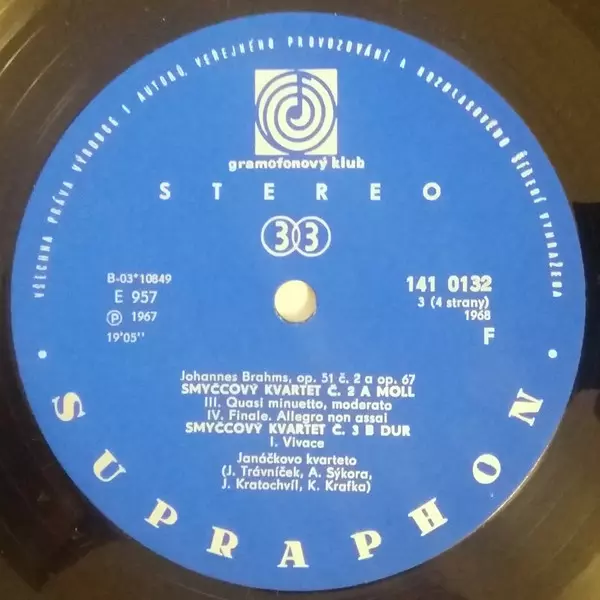 VŠECHNA PRÁVA VÝROBCE I AUTORŮ, VEŘEJNÉHO PROVOZOVÁNÍ A ROZHLASOVÉHO ŠÍŘENÍ VYHRAŽENA
gramofonový klub
STEREO
33
B-03*10849
E 957
Ⓟ 1967
19'05''
141 0132
3 (4 strany)
1968
F
Johannes Brahms, op. 51 č. 2 a op. 67
SMYČCOVÝ KVARTET Č. 2 A MOLL
III. Quasi minuetto, moderato
IV. Finale. Allegro non assai
SMYČCOVÝ KVARTET Č. 3 B DUR
I. Vivace
Janáčkovo kvarteto
(J. Trávníček, A. Sýkora,
J. Kratochvíl, K. Krafka)
• SUPRAPHON •